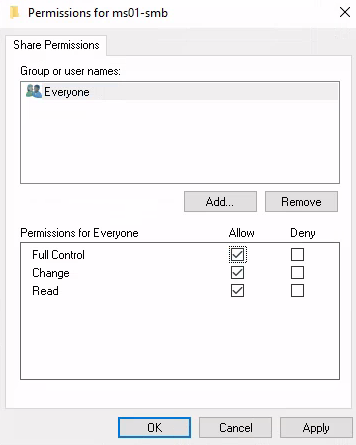 Permissions for ms01-smb
Share Permissions
Group or user names:
Everyone
Add... Remove
Permissions for Everyone Allow Deny
Full Control
Change
Read
OK Cancel Apply